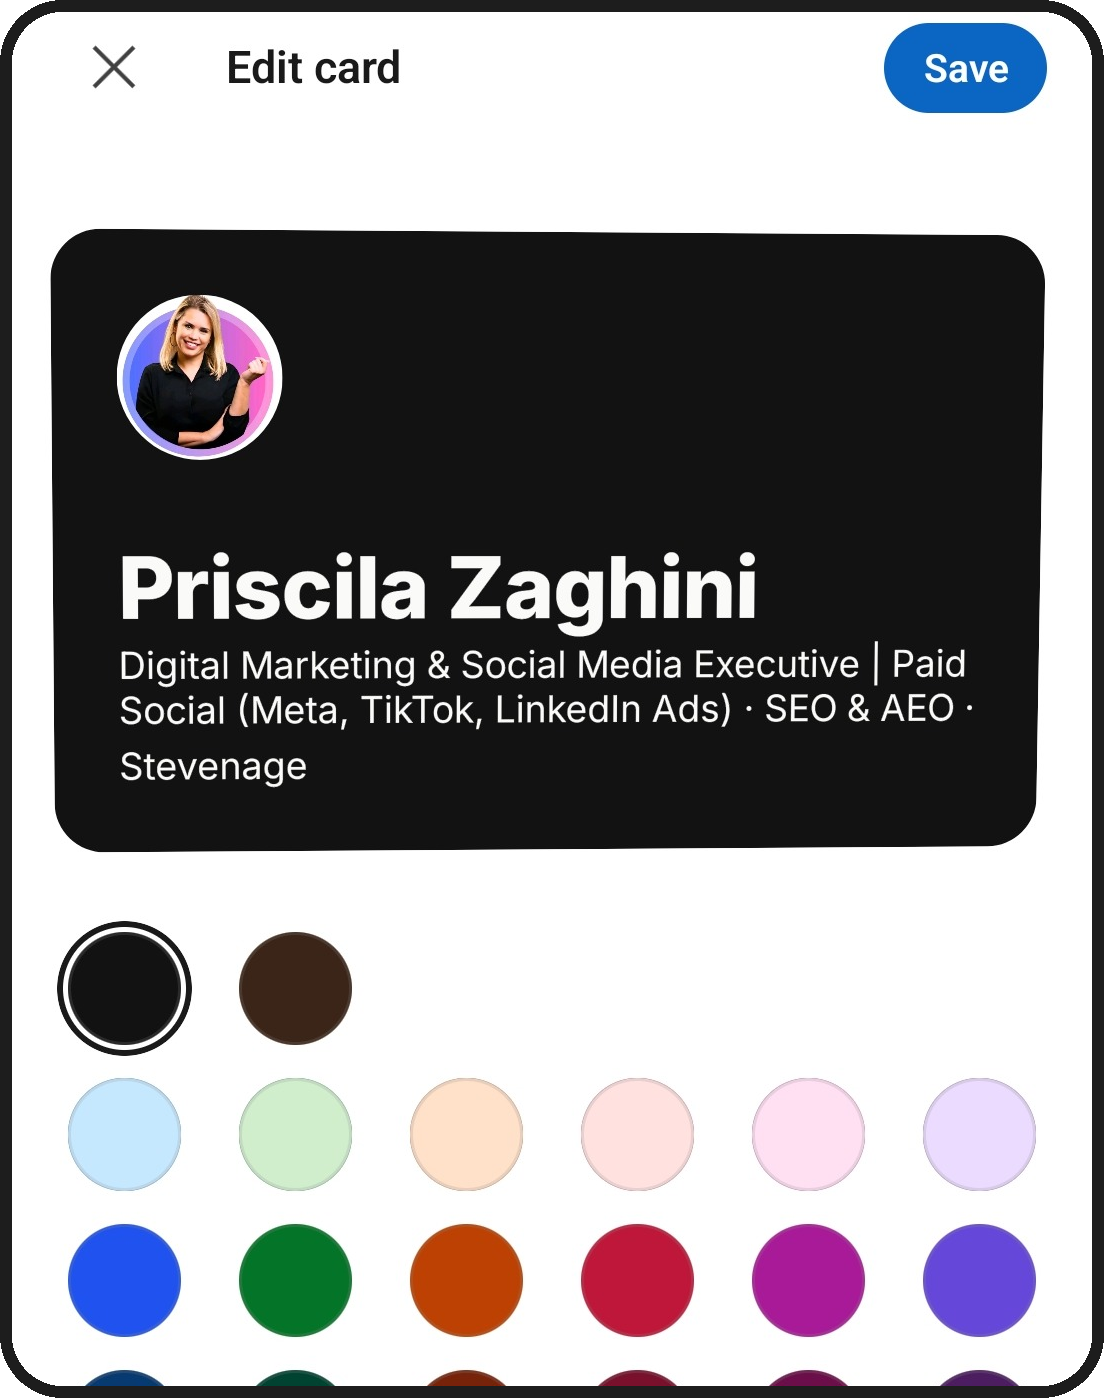 Edit card
Save
Priscila Zaghini
Digital Marketing & Social Media Executive | Paid
Social (Meta, TikTok, LinkedIn Ads) · SEO & AEO ·
Stevenage